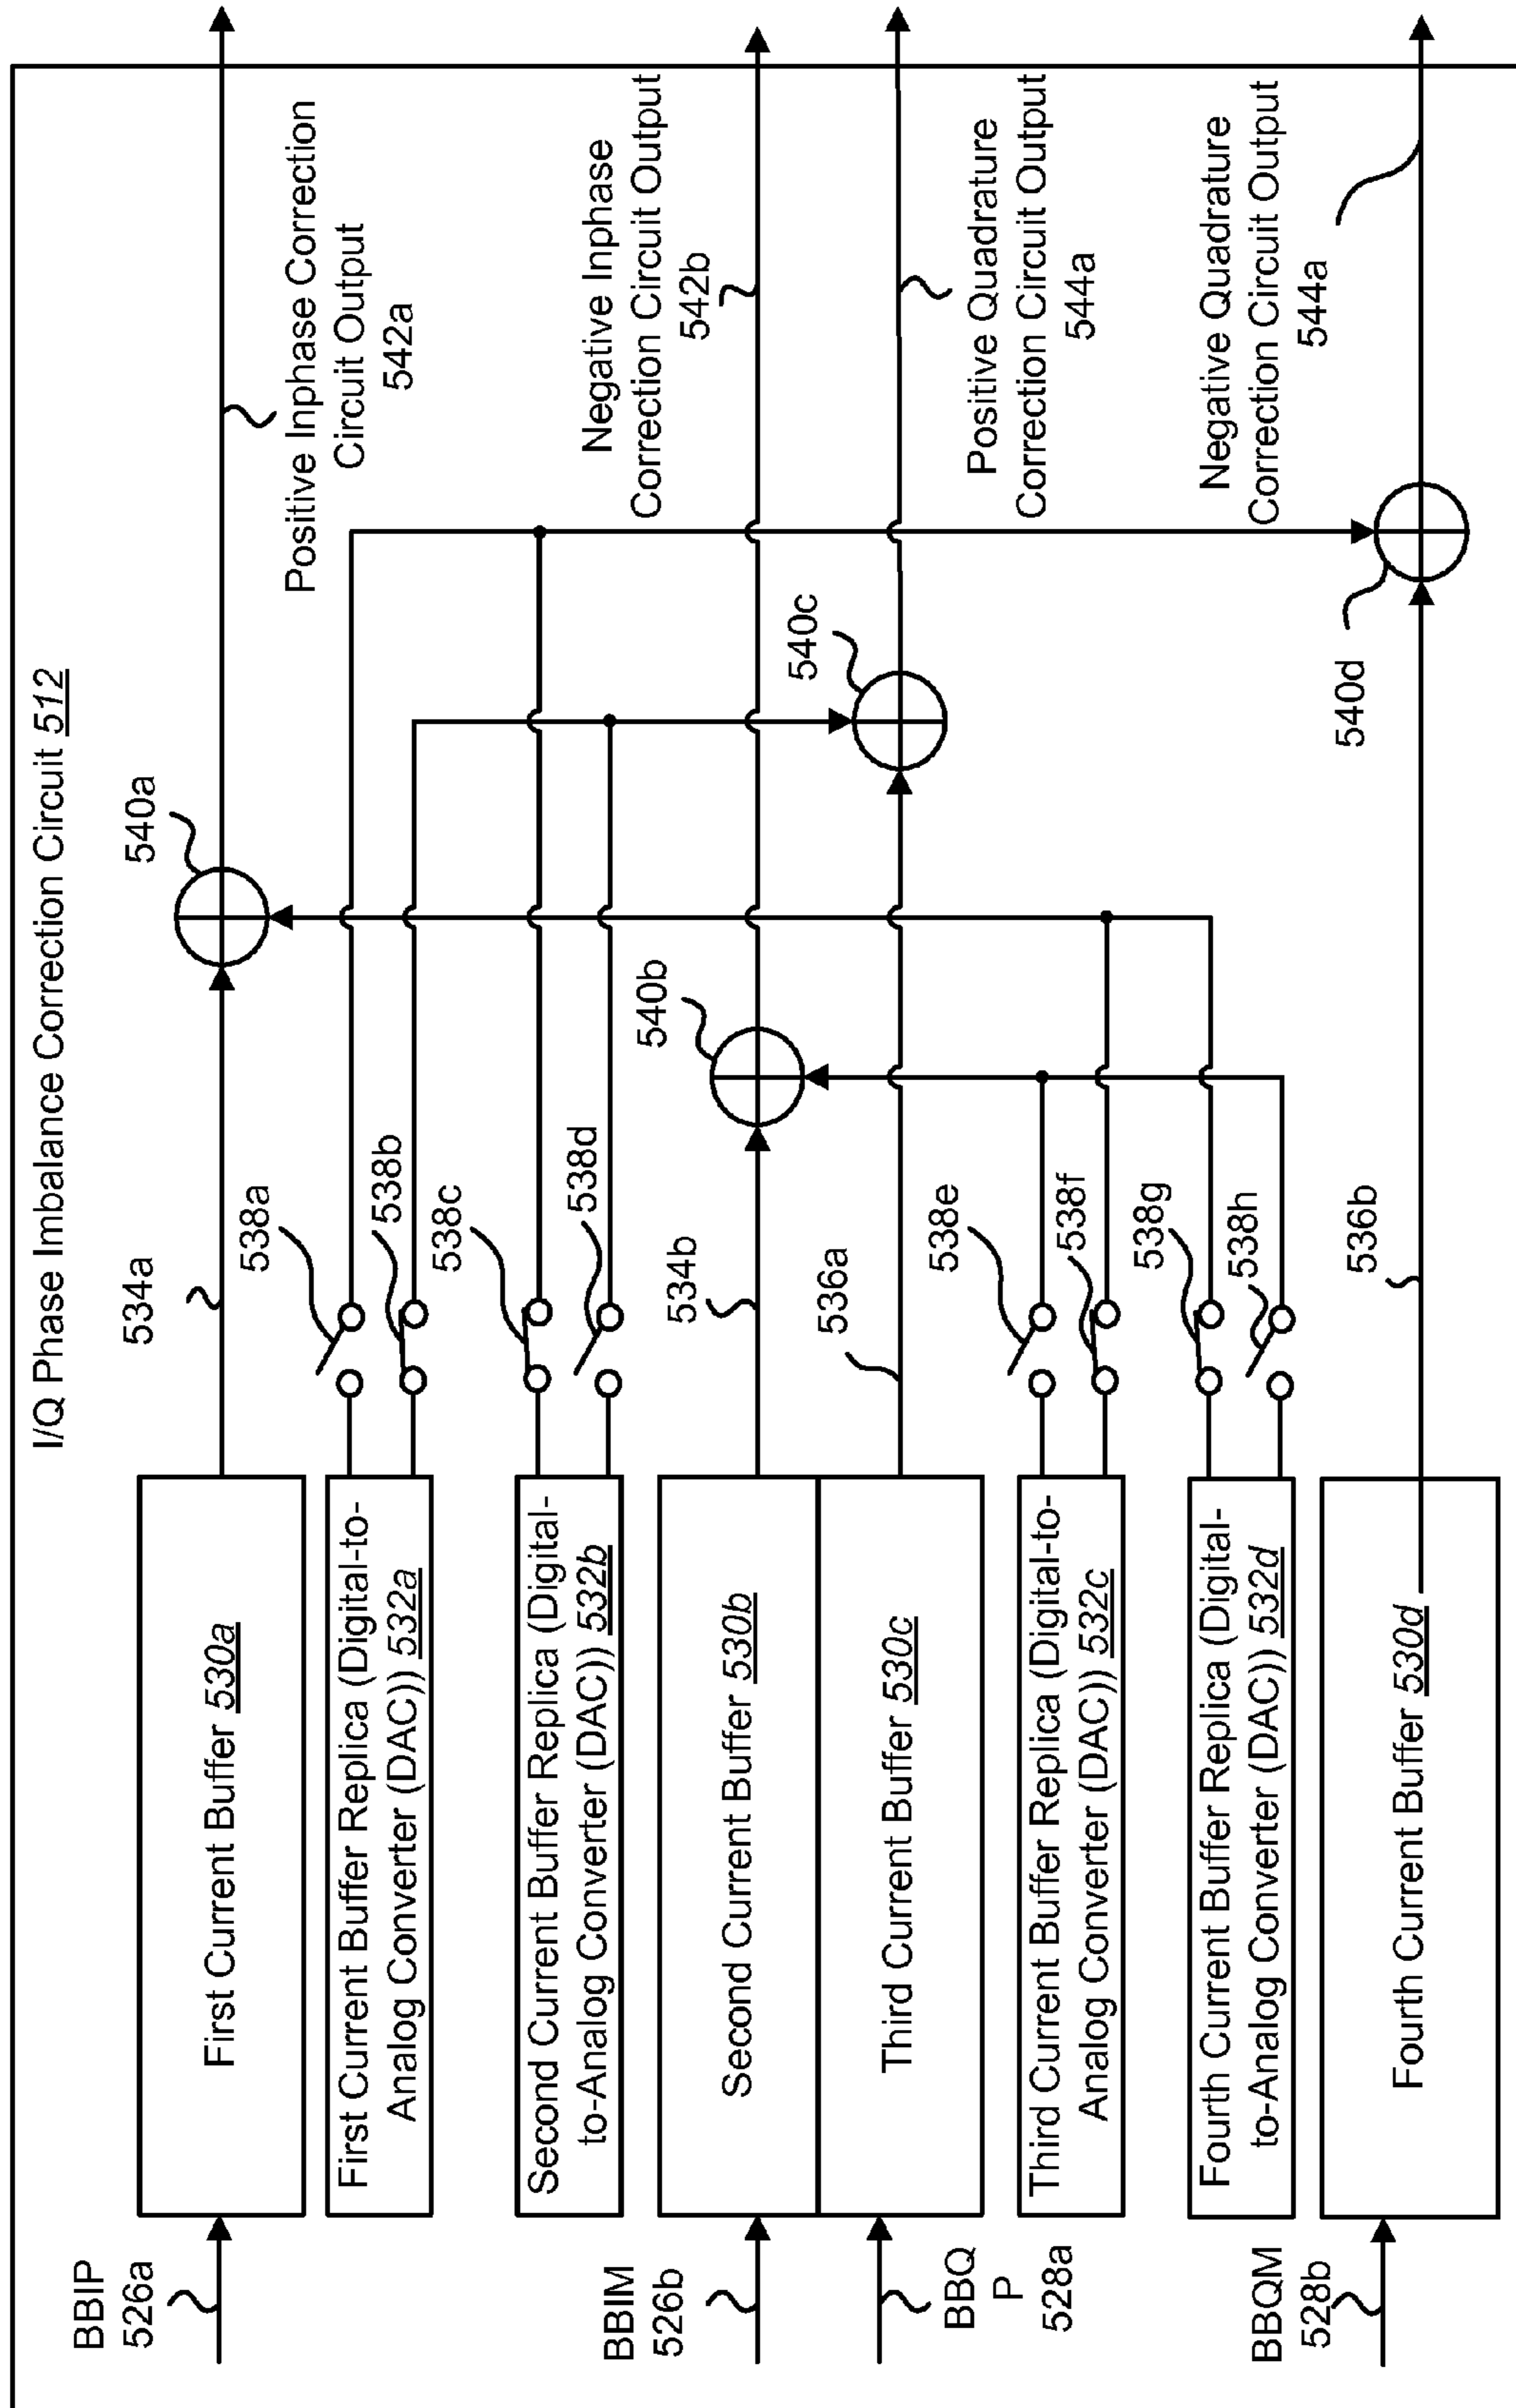 I/Q Phase Imbalance Correction Circuit 512
BBIP
526a
First Current Buffer 530a
534a
540a
Positive Inphase Correction
Circuit Output
542a
First Current Buffer Replica (Digital-to-
Analog Converter (DAC)) 532a
538a
538b
Second Current Buffer Replica (Digital-
to-Analog Converter (DAC)) 532b
538c
538d
BBIM
526b
Second Current Buffer 530b
534b
540b
Negative Inphase
Correction Circuit Output
542b
BBQ
P
528a
Third Current Buffer 530c
536a
540c
Positive Quadrature
Correction Circuit Output
544a
Third Current Buffer Replica (Digital-to-
Analog Converter (DAC)) 532c
538e
538f
Fourth Current Buffer Replica (Digital-
to-Analog Converter (DAC)) 532d
538g
538h
BBQM
528b
Fourth Current Buffer 530d
536b
540d
Negative Quadrature
Correction Circuit Output
544a